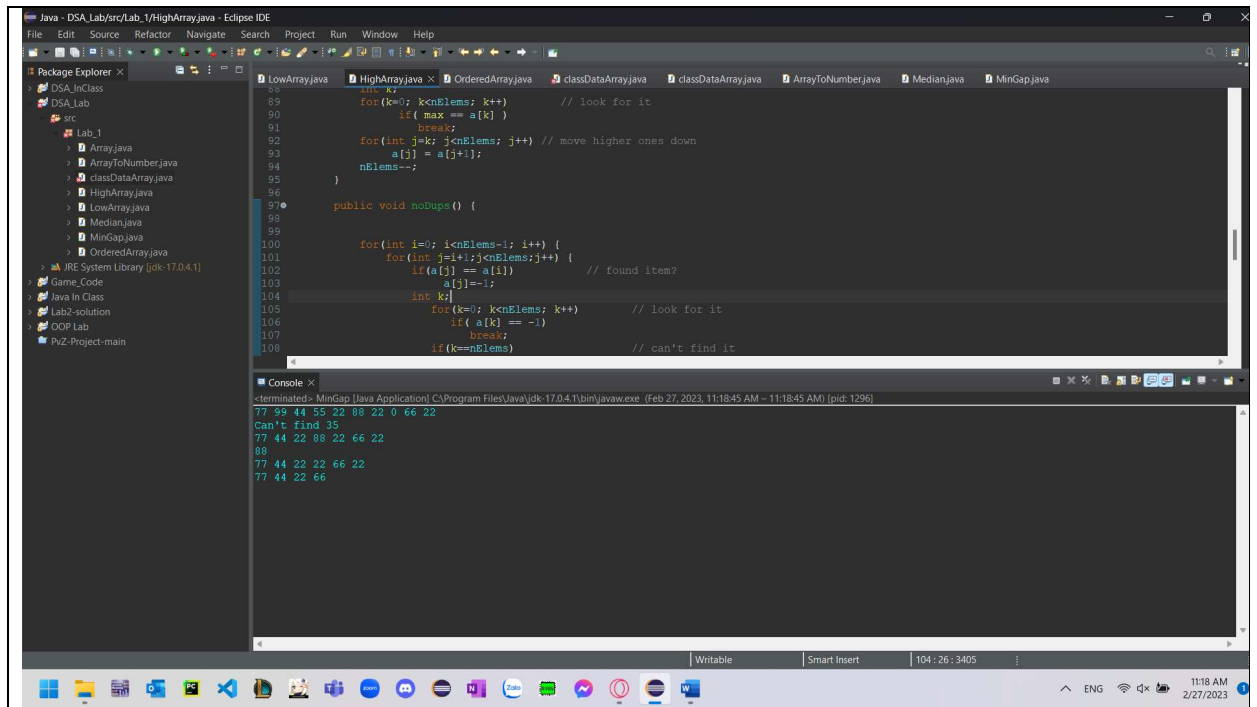 Java - DSA_Lab/src/Lab_1/HighArray.java - Eclipse IDE
File Edit Source Refactor Navigate Search Project Run Window Help
Package Explorer
LowArray.java HighArray.java OrderedArray.java classDataArray.java classDataArray.java ArrayToNumber.java Median.java MinGap.java
DSA_InClass
DSA_Lab
src
Lab_1
Array.java
ArrayToNumber.java
classDataArray.java
HighArray.java
LowArray.java
Median.java
MinGap.java
OrderedArray.java
JRE System Library [jdk-17.0.4.1]
Game_Code
Java In Class
Lab2-solution
OOP Lab
PvZ-Project-main
88 int k;
89 for(k=0; k<nElems; k++) // look for it
90 if( max == a[k] )
91 break;
92 for(int j=k; j<nElems; j++) // move higher ones down
93 a[j] = a[j+1];
94 nElems--;
95 }
96
97 public void noDups() {
98
99
100 for(int i=0; i<nElems-1; i++) {
101 for(int j=i+1;j<nElems;j++) {
102 if(a[j] == a[i]) // found item?
103 a[j]=-1;
104 int k;
105 for(k=0; k<nElems; k++) // look for it
106 if( a[k] == -1)
107 break;
108 if(k==nElems) // can't find it
Console
<terminated> MinGap [Java Application] C:\Program Files\Java\jdk-17.0.4.1\bin\javaw.exe (Feb 27, 2023, 11:18:45 AM – 11:18:45 AM) [pid: 1296]
77 99 44 55 22 88 22 0 66 22
Can't find 35
77 44 22 88 22 66 22
88
77 44 22 22 66 22
77 44 22 66
Writable Smart Insert 104 : 26 : 3405
zoom Zalo
ENG
11:18 AM
2/27/2023
1